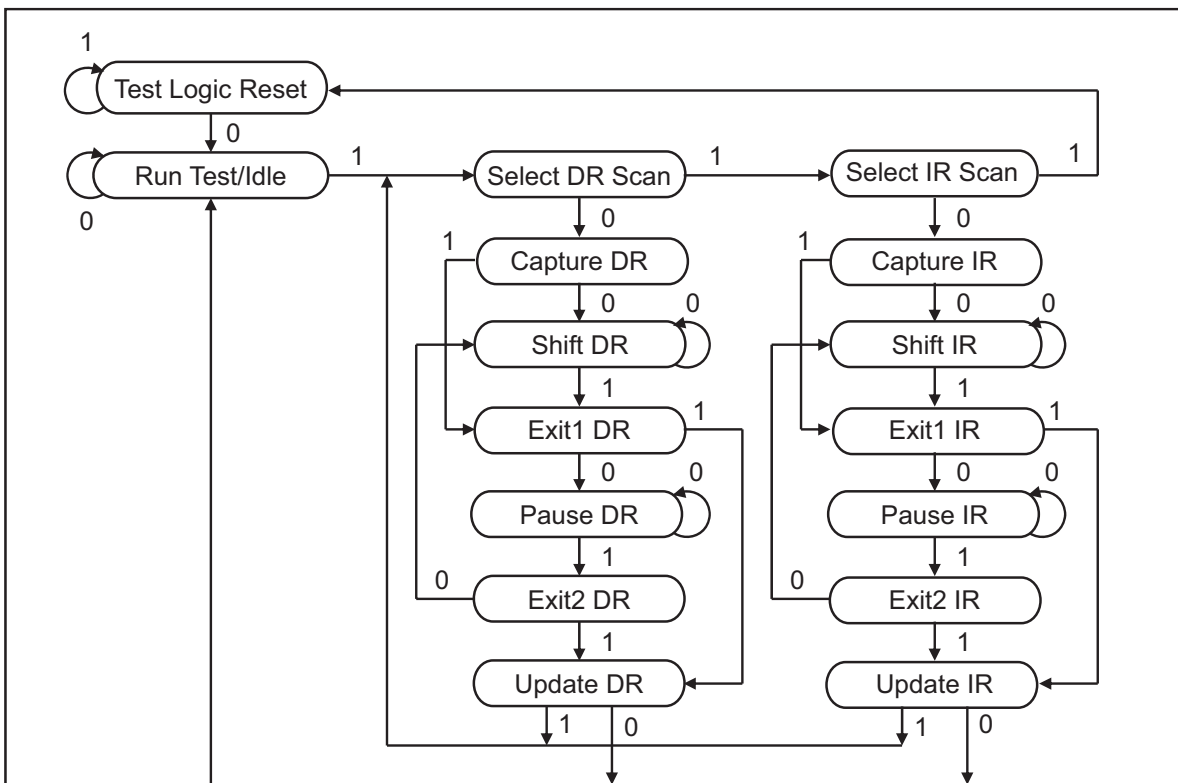 1
Test Logic Reset
0
Run Test/Idle
1
Select DR Scan
1
Select IR Scan
1
0
0
0
1
Capture DR
1
Capture IR
0
0
0
0
Shift DR
Shift IR
1
1
Exit1 DR
1
Exit1 IR
1
0
0
0
0
Pause DR
Pause IR
1
1
0
Exit2 DR
0
Exit2 IR
1
1
Update DR
Update IR
1
0
1
0